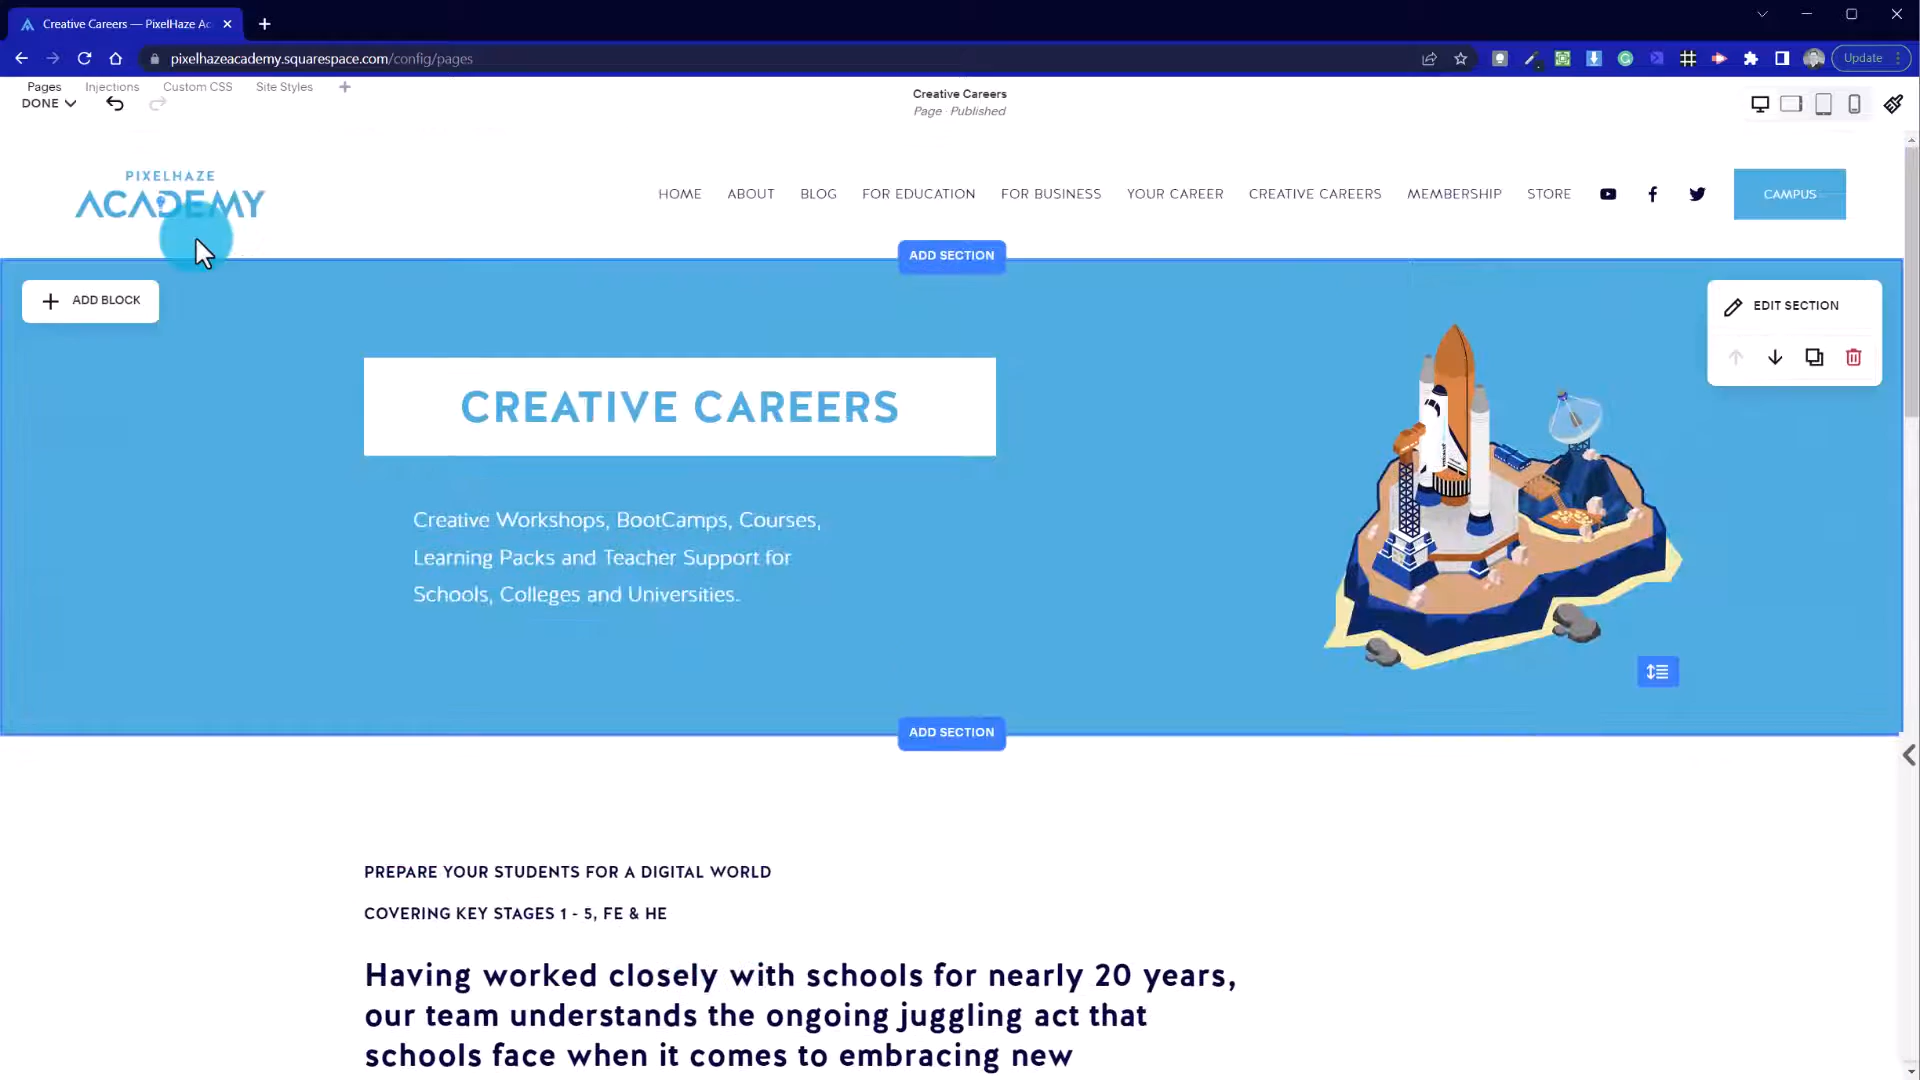 Creative Careers — PixelHaze Ac
pixelhazeacademy.squarespace.com/config/pages
Update
Pages Injections Custom CSS Site Styles
DONE
Creative Careers
Page · Published
PIXELHAZE
ACADEMY
HOME ABOUT BLOG FOR EDUCATION FOR BUSINESS YOUR CAREER CREATIVE CAREERS MEMBERSHIP STORE CAMPUS
ADD SECTION
ADD BLOCK
EDIT SECTION
CREATIVE CAREERS
Creative Workshops, BootCamps, Courses,
Learning Packs and Teacher Support for
Schools, Colleges and Universities.
ADD SECTION
PREPARE YOUR STUDENTS FOR A DIGITAL WORLD
COVERING KEY STAGES 1 - 5, FE & HE
Having worked closely with schools for nearly 20 years,
our team understands the ongoing juggling act that
schools face when it comes to embracing new